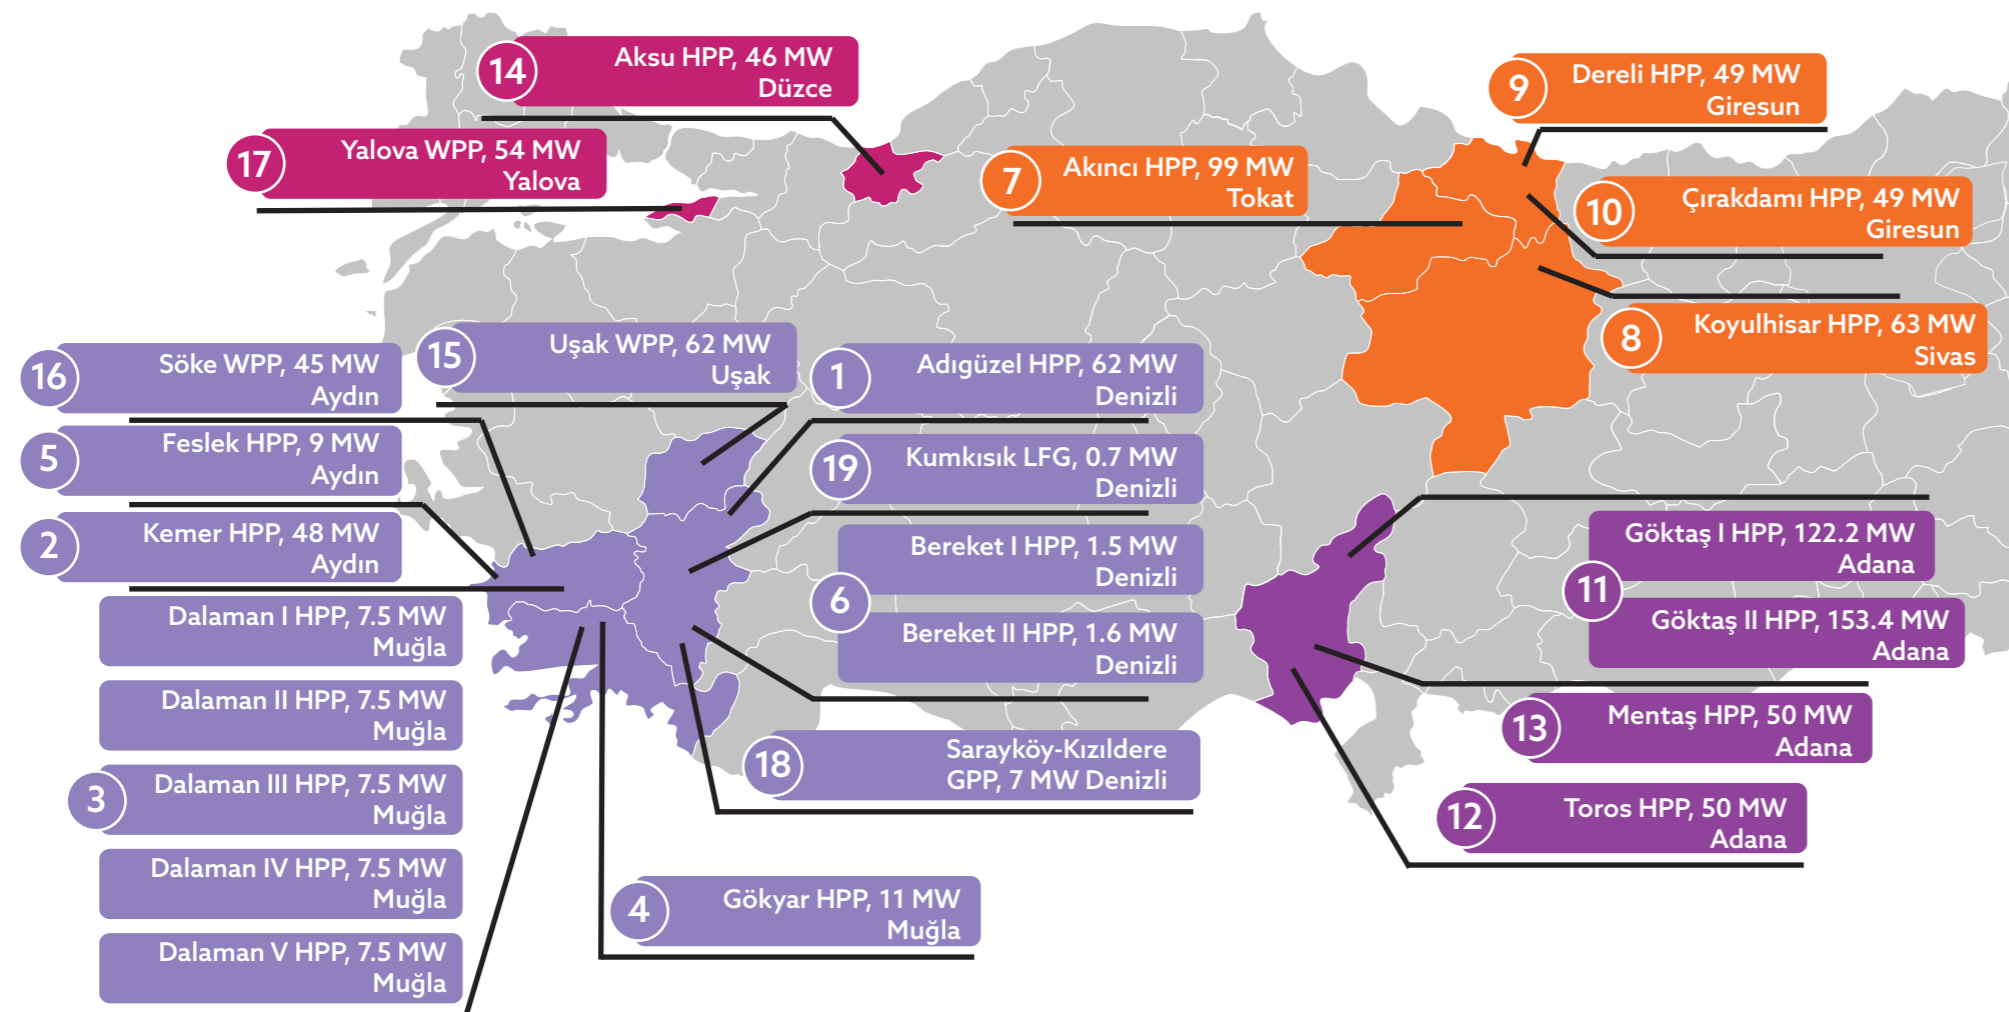 14
Aksu HPP, 46 MW
Düzce
17
Yalova WPP, 54 MW
Yalova
9
Dereli HPP, 49 MW
Giresun
7
Akıncı HPP, 99 MW
Tokat
10
Çırakdamı HPP, 49 MW
Giresun
8
Koyulhisar HPP, 63 MW
Sivas
16
Söke WPP, 45 MW
Aydın
15
Uşak WPP, 62 MW
Uşak
1
Adıgüzel HPP, 62 MW
Denizli
5
Feslek HPP, 9 MW
Aydın
19
Kumkısık LFG, 0.7 MW
Denizli
2
Kemer HPP, 48 MW
Aydın
6
Bereket I HPP, 1.5 MW
Denizli
Bereket II HPP, 1.6 MW
Denizli
11
Göktaş I HPP, 122.2 MW
Adana
Göktaş II HPP, 153.4 MW
Adana
3
Dalaman I HPP, 7.5 MW
Muğla
Dalaman II HPP, 7.5 MW
Muğla
Dalaman III HPP, 7.5 MW
Muğla
Dalaman IV HPP, 7.5 MW
Muğla
Dalaman V HPP, 7.5 MW
Muğla
18
Sarayköy-Kızıldere
GPP, 7 MW Denizli
13
Mentaş HPP, 50 MW
Adana
12
Toros HPP, 50 MW
Adana
4
Gökyar HPP, 11 MW
Muğla